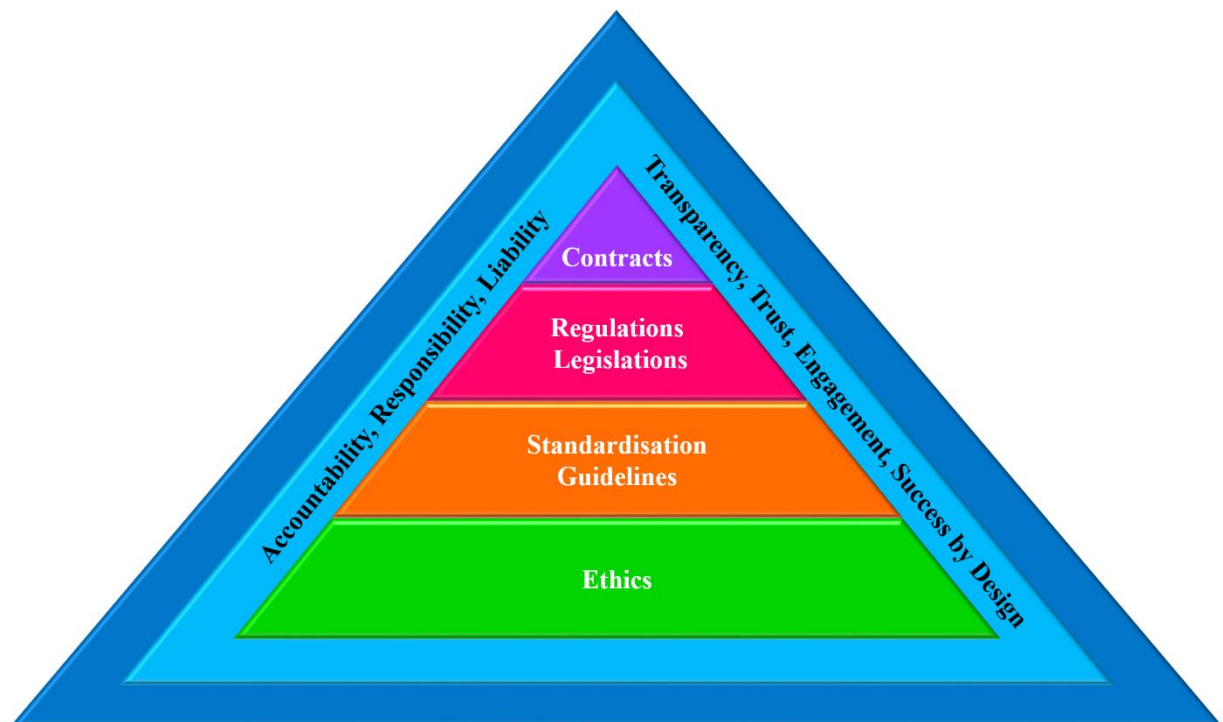 Contracts
Regulations
Legislations
Standardisation
Guidelines
Ethics
Accountability, Responsibility, Liability
Transparency, Trust, Engagement, Success by Design